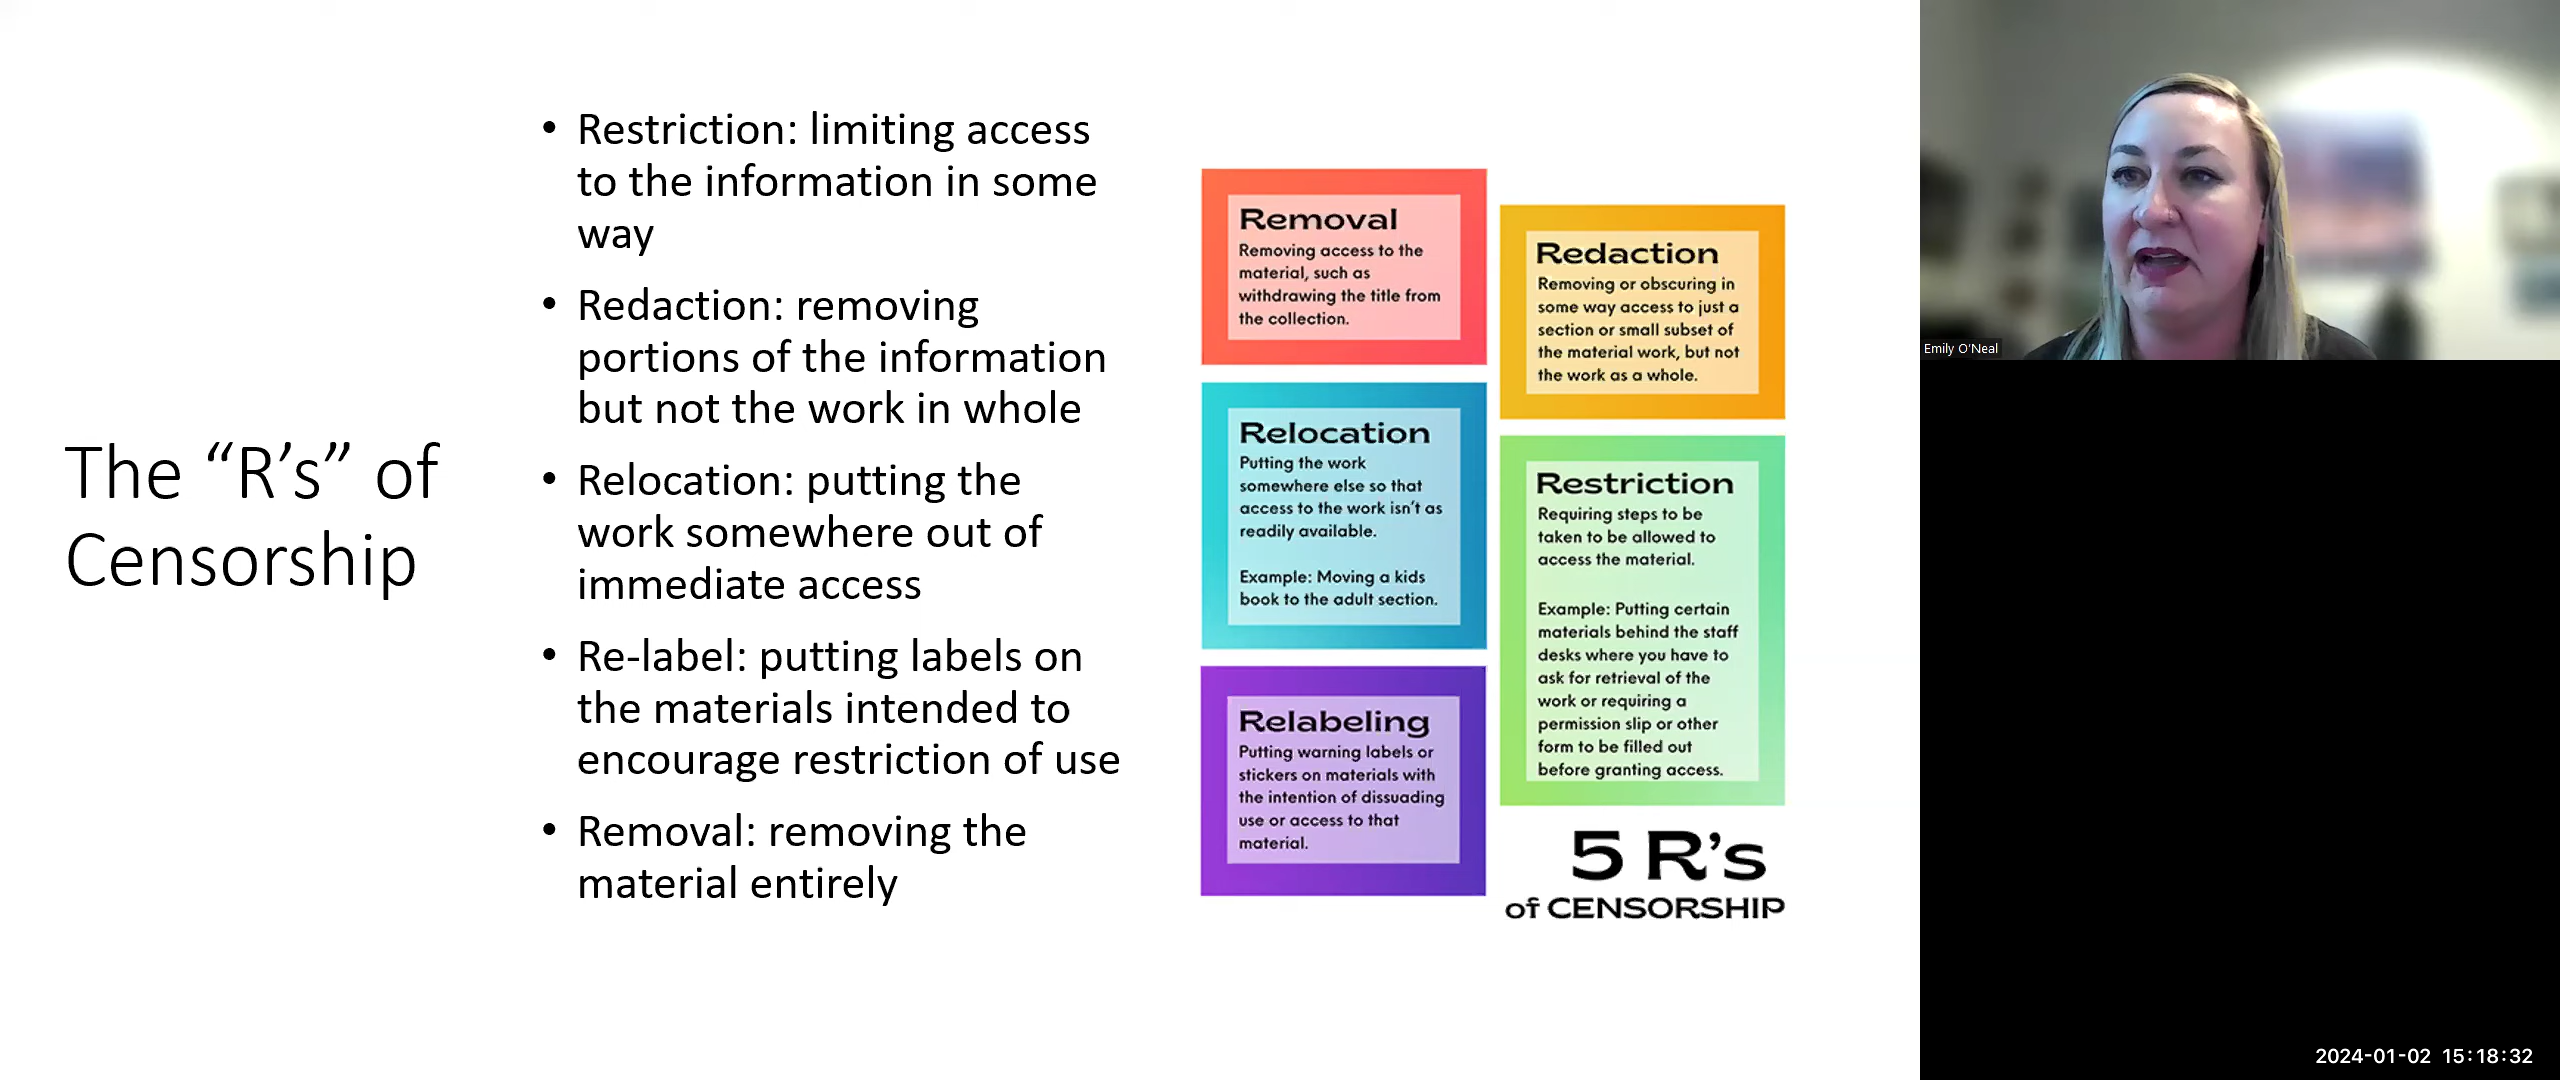 The “R’s” of
Censorship
• Restriction: limiting access
to the information in some
way
• Redaction: removing
portions of the information
but not the work in whole
• Relocation: putting the
work somewhere out of
immediate access
• Re-label: putting labels on
the materials intended to
encourage restriction of use
• Removal: removing the
material entirely
Removal
Removing access to the
material, such as
withdrawing the title from
the collection.
Redaction
Removing or obscuring in
some way access to just a
section or small subset of
the material work, but not
the work as a whole.
Relocation
Putting the work
somewhere else so that
access to the work isn’t as
readily available.
Example: Moving a kids
book to the adult section.
Restriction
Requiring steps to be
taken to be allowed to
access the material.
Example: Putting certain
materials behind the staff
desks where you have to
ask for retrieval of the
work or requiring a
permission slip or other
form to be filled out
before granting access.
Relabeling
Putting warning labels or
stickers on materials with
the intention of dissuading
use or access to that
material.
5 R’s
of CENSORSHIP
Emily O'Neal
2024-01-02 15:18:32